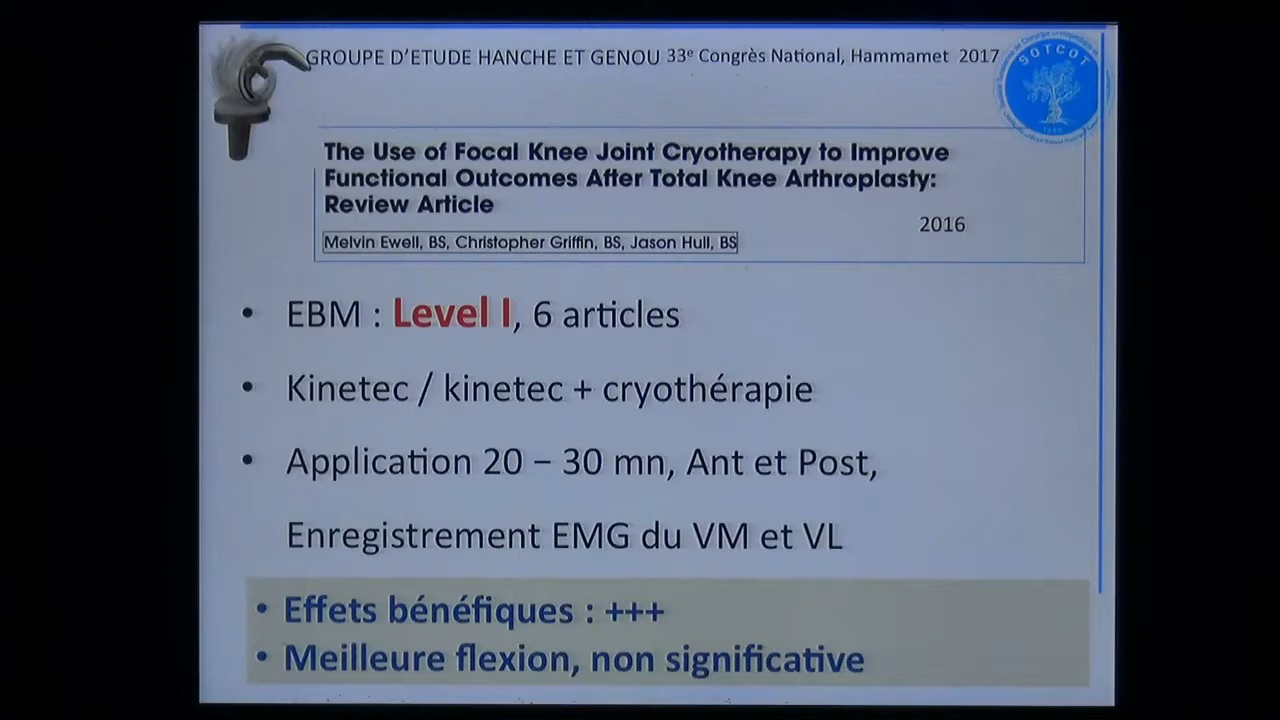 GROUPE D'ETUDE HANCHE ET GENOU 33e Congrès National, Hammamet 2017
SOTCOT
The Use of Focal Knee Joint Cryotherapy to Improve
Functional Outcomes After Total Knee Arthroplasty:
Review Article
2016
Melvin Ewell, BS, Christopher Griffin, BS, Jason Hull, BS
• EBM : Level I, 6 articles
• Kinetec / kinetec + cryothérapie
• Application 20 – 30 mn, Ant et Post,
Enregistrement EMG du VM et VL
• Effets bénéfiques : +++
• Meilleure flexion, non significative